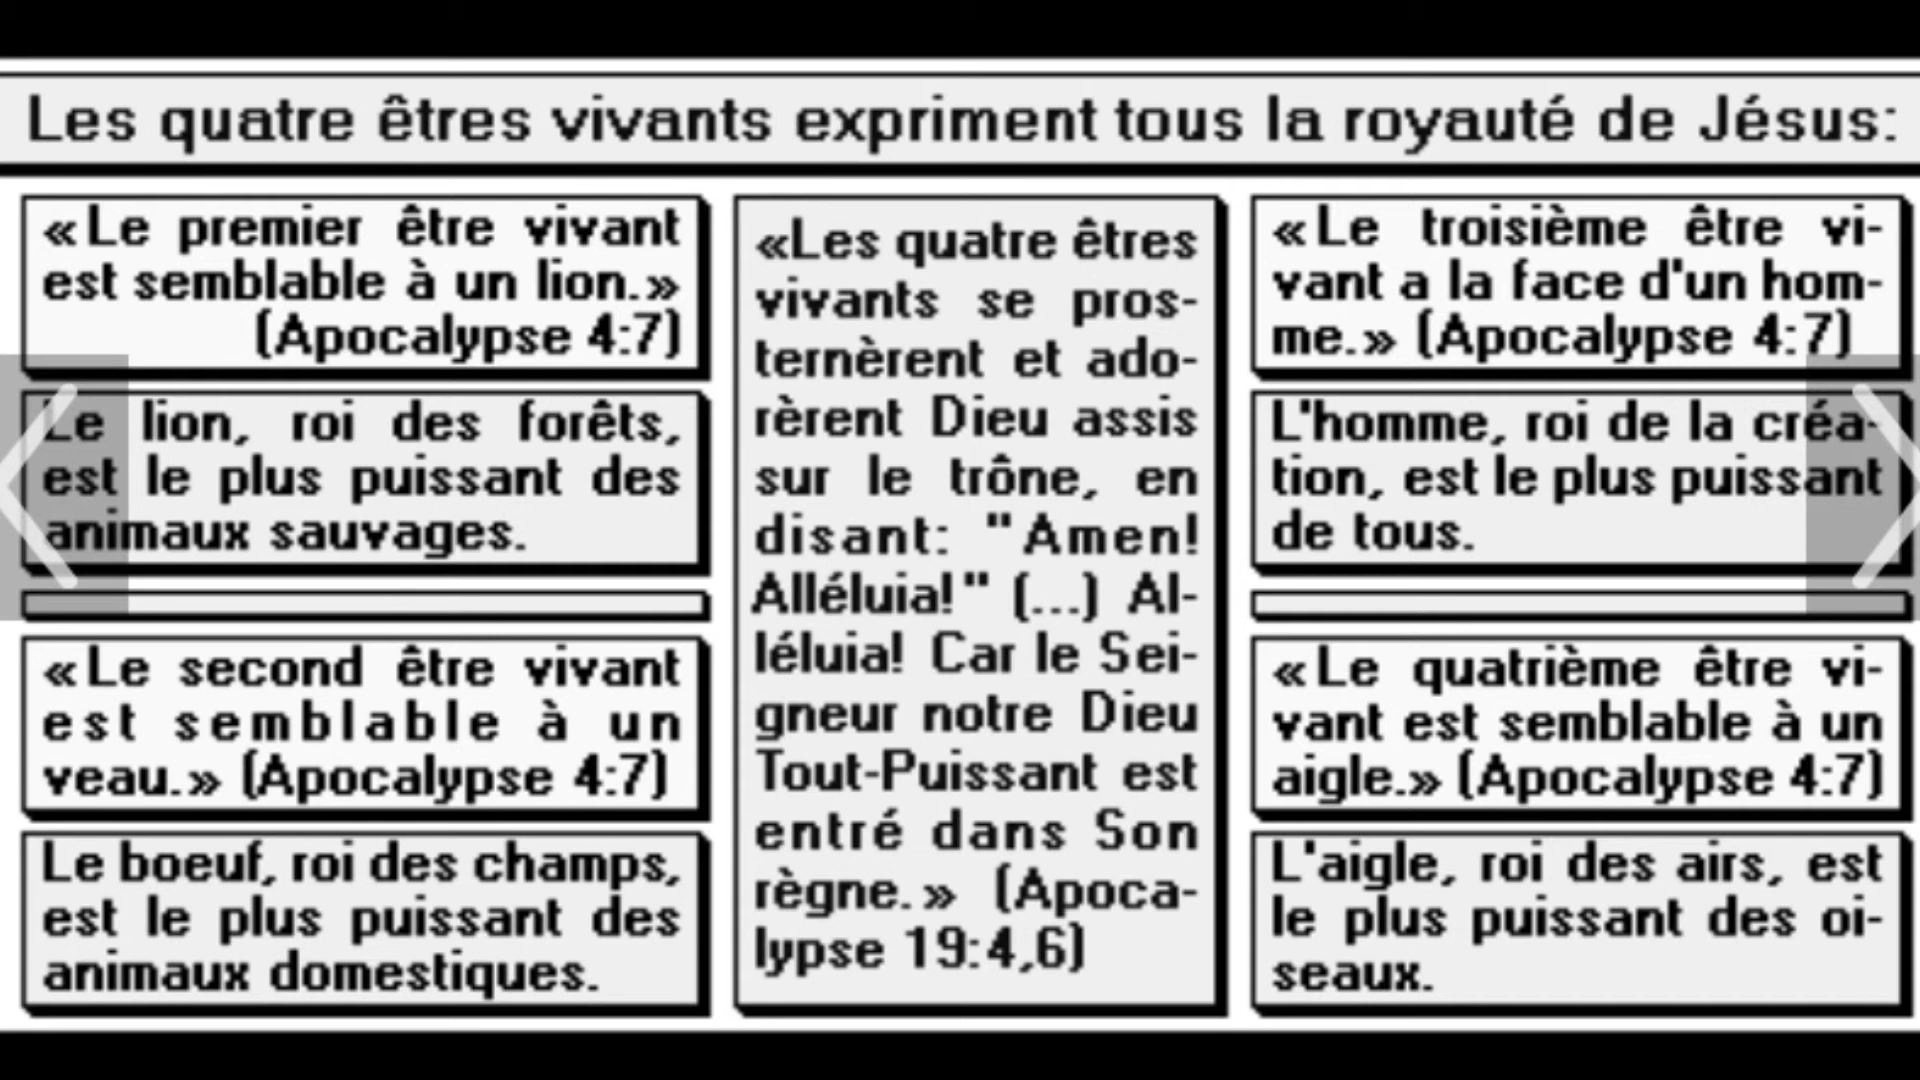 Les quatre êtres vivants expriment tous la royauté de Jésus:
«Le premier être vivant
est semblable à un lion.»
(Apocalypse 4:7)
Le lion, roi des forêts,
est le plus puissant des
animaux sauvages.
«Le second être vivant
est semblable à un
veau.» (Apocalypse 4:7)
Le boeuf, roi des champs,
est le plus puissant des
animaux domestiques.
«Les quatre êtres
vivants se pros-
ternèrent et ado-
rèrent Dieu assis
sur le trône, en
disant: "Amen!
Alléluia!" (...) Al-
léluia! Car le Sei-
gneur notre Dieu
Tout-Puissant est
entré dans Son
règne.» (Apoca-
lypse 19:4,6)
«Le troisième être vi-
vant a la face d'un hom-
me.» (Apocalypse 4:7)
L'homme, roi de la créa-
tion, est le plus puissant
de tous.
«Le quatrième être vi-
vant est semblable à un
aigle.» (Apocalypse 4:7)
L'aigle, roi des airs, est
le plus puissant des oi-
seaux.